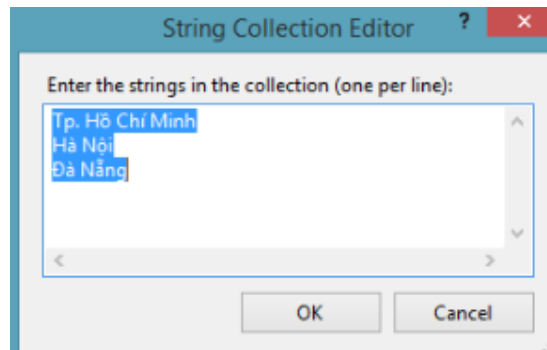 String Collection Editor ? ×
Enter the strings in the collection (one per line):
Tp. Hồ Chí Minh
Hà Nội
Đà Nẵng
OK Cancel